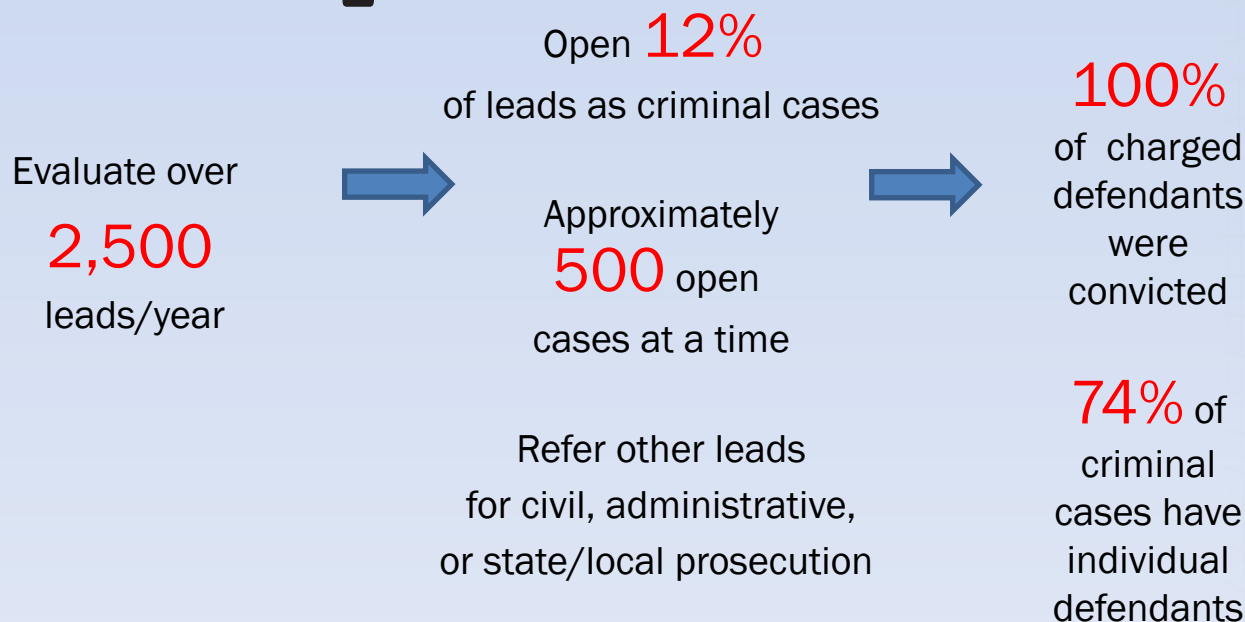 Evaluate over
2,500
leads/year
Open 12%
of leads as criminal cases
Approximately
500 open
cases at a time
Refer other leads
for civil, administrative,
or state/local prosecution
100%
of charged
defendants
were
convicted
74% of
criminal
cases have
individual
defendants